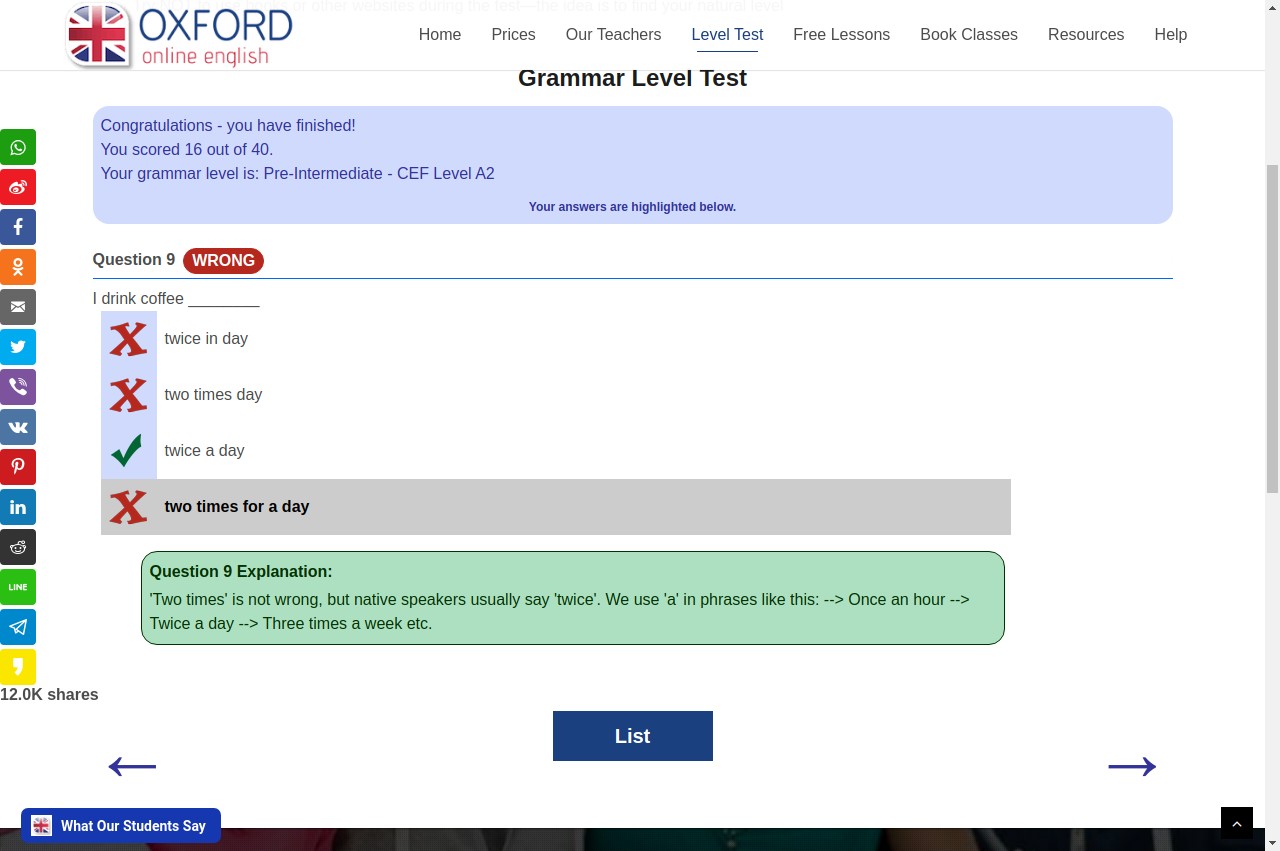 or other websites during the test—the idea is to find your natural level
OXFORD
online english
Home
Prices
Our Teachers
Level Test
Free Lessons
Book Classes
Resources
Help
Grammar Level Test
Congratulations - you have finished!
You scored 16 out of 40.
Your grammar level is: Pre-Intermediate - CEF Level A2
Your answers are highlighted below.
Question 9 WRONG
I drink coffee ________
twice in day
two times day
twice a day
two times for a day
Question 9 Explanation:
'Two times' is not wrong, but native speakers usually say 'twice'. We use 'a' in phrases like this: --> Once an hour -->
Twice a day --> Three times a week etc.
LINE
12.0K shares
List
What Our Students Say